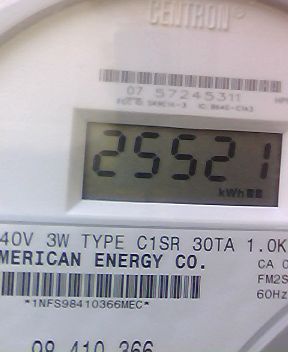 CENTRON®
07 57245311
25521
kWh
40V 3W TYPE C1SR 30TA 1.0K
MERICAN ENERGY CO.
CA 0
FM2S
60Hz
*1NFS98410366MEC*
98 410 366